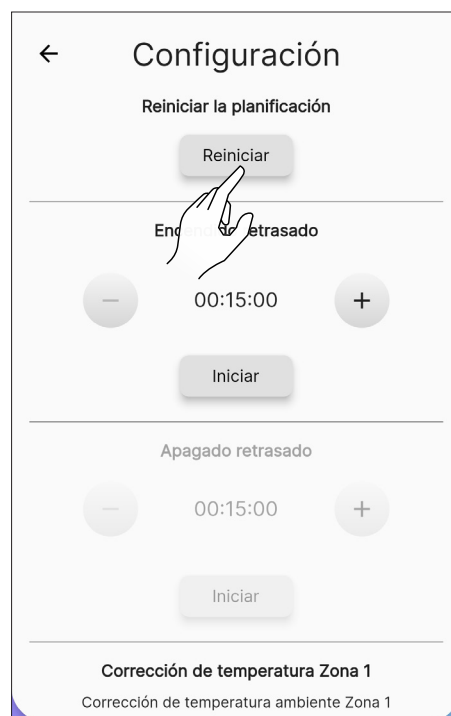 Configuración
Reiniciar la planificación
Reiniciar
Encendido retrasado
00:15:00
Iniciar
Apagado retrasado
00:15:00
Iniciar
Corrección de temperatura Zona 1
Corrección de temperatura ambiente Zona 1